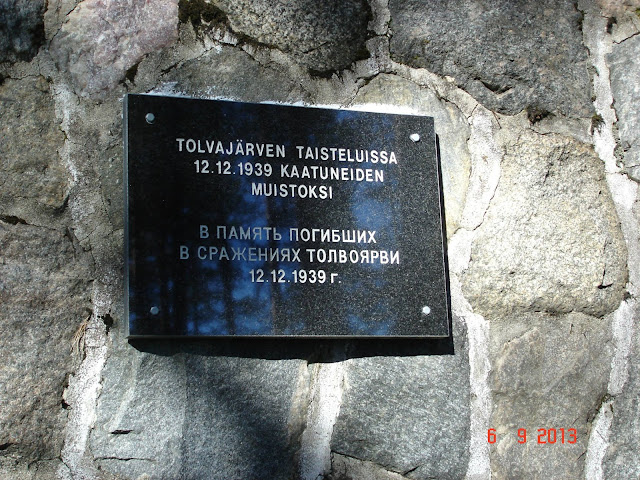 TOLVAJÄRVEN TAISTELUISSA
12.12.1939 KAATUNEIDEN
MUISTOKSI
В ПАМЯТЬ ПОГИБШИХ
В СРАЖЕНИЯХ ТОЛВОЯРВИ
12.12.1939 г.
6 9 2013